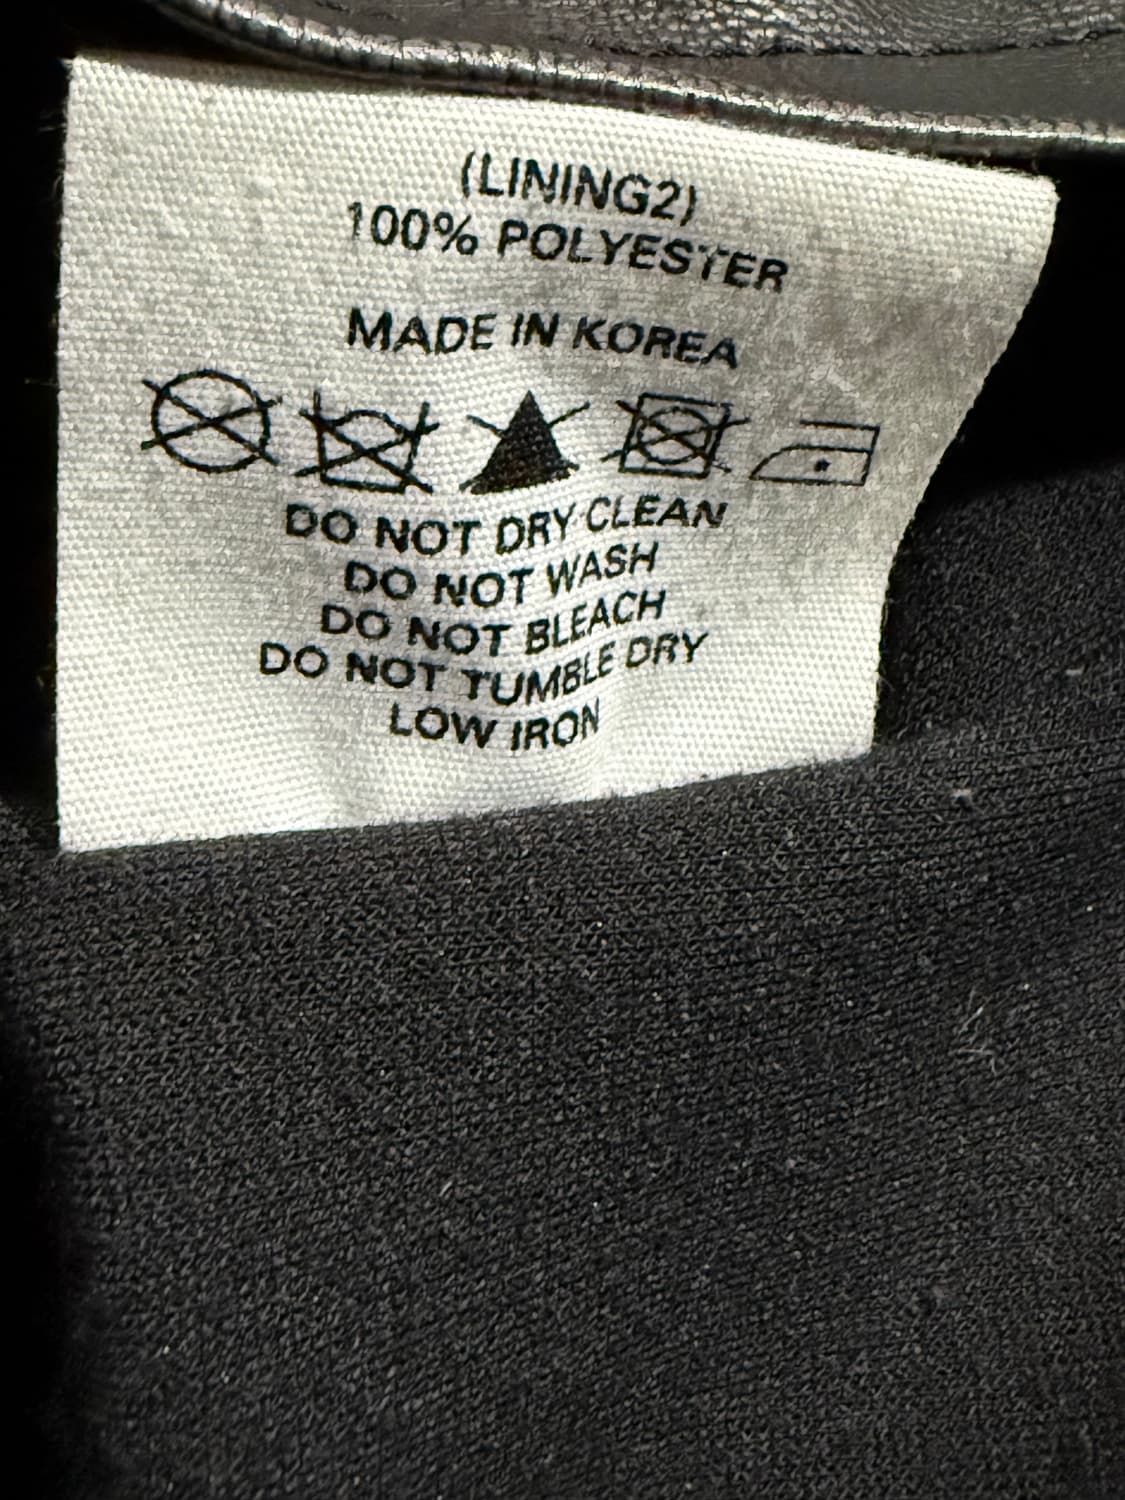 (LINING2)
100% POLYESTER
MADE IN KOREA
DO NOT DRY CLEAN
DO NOT WASH
DO NOT BLEACH
DO NOT TUMBLE DRY
LOW IRON